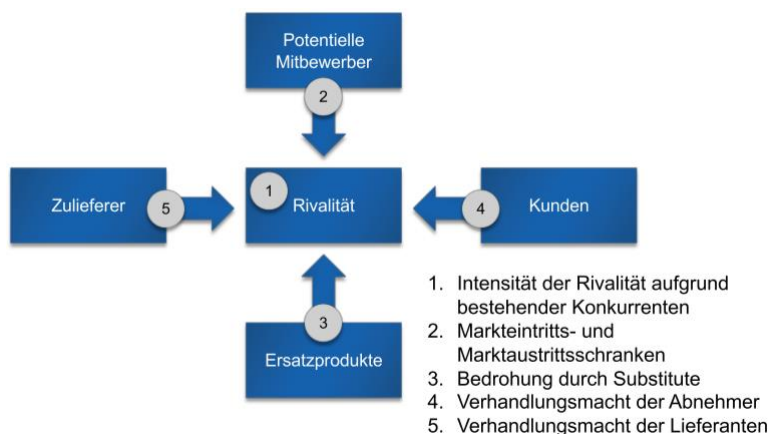 Potentielle
Mitbewerber
2
Zulieferer
5
1
Rivalität
4
Kunden
3
Ersatzprodukte
1. Intensität der Rivalität aufgrund
bestehender Konkurrenten
2. Markteintritts- und
Marktaustrittsschranken
3. Bedrohung durch Substitute
4. Verhandlungsmacht der Abnehmer
5. Verhandlungsmacht der Lieferanten